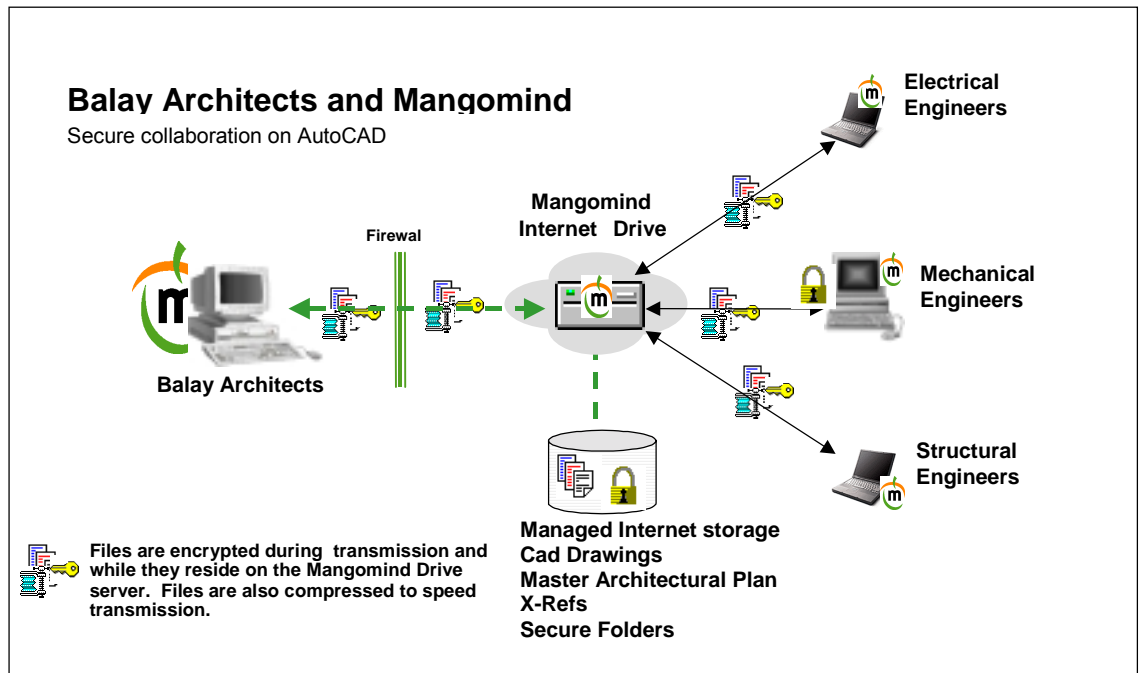 Balay Architects and Mangomind
Secure collaboration on AutoCAD
Electrical
Engineers
Mangomind
Internet Drive
Firewal
m
m
m
m
m
Mechanical
Engineers
Balay Architects
Structural
Engineers
Managed Internet storage
Cad Drawings
Master Architectural Plan
X-Refs
Secure Folders
Files are encrypted during transmission and
while they reside on the Mangomind Drive
server. Files are also compressed to speed
transmission.